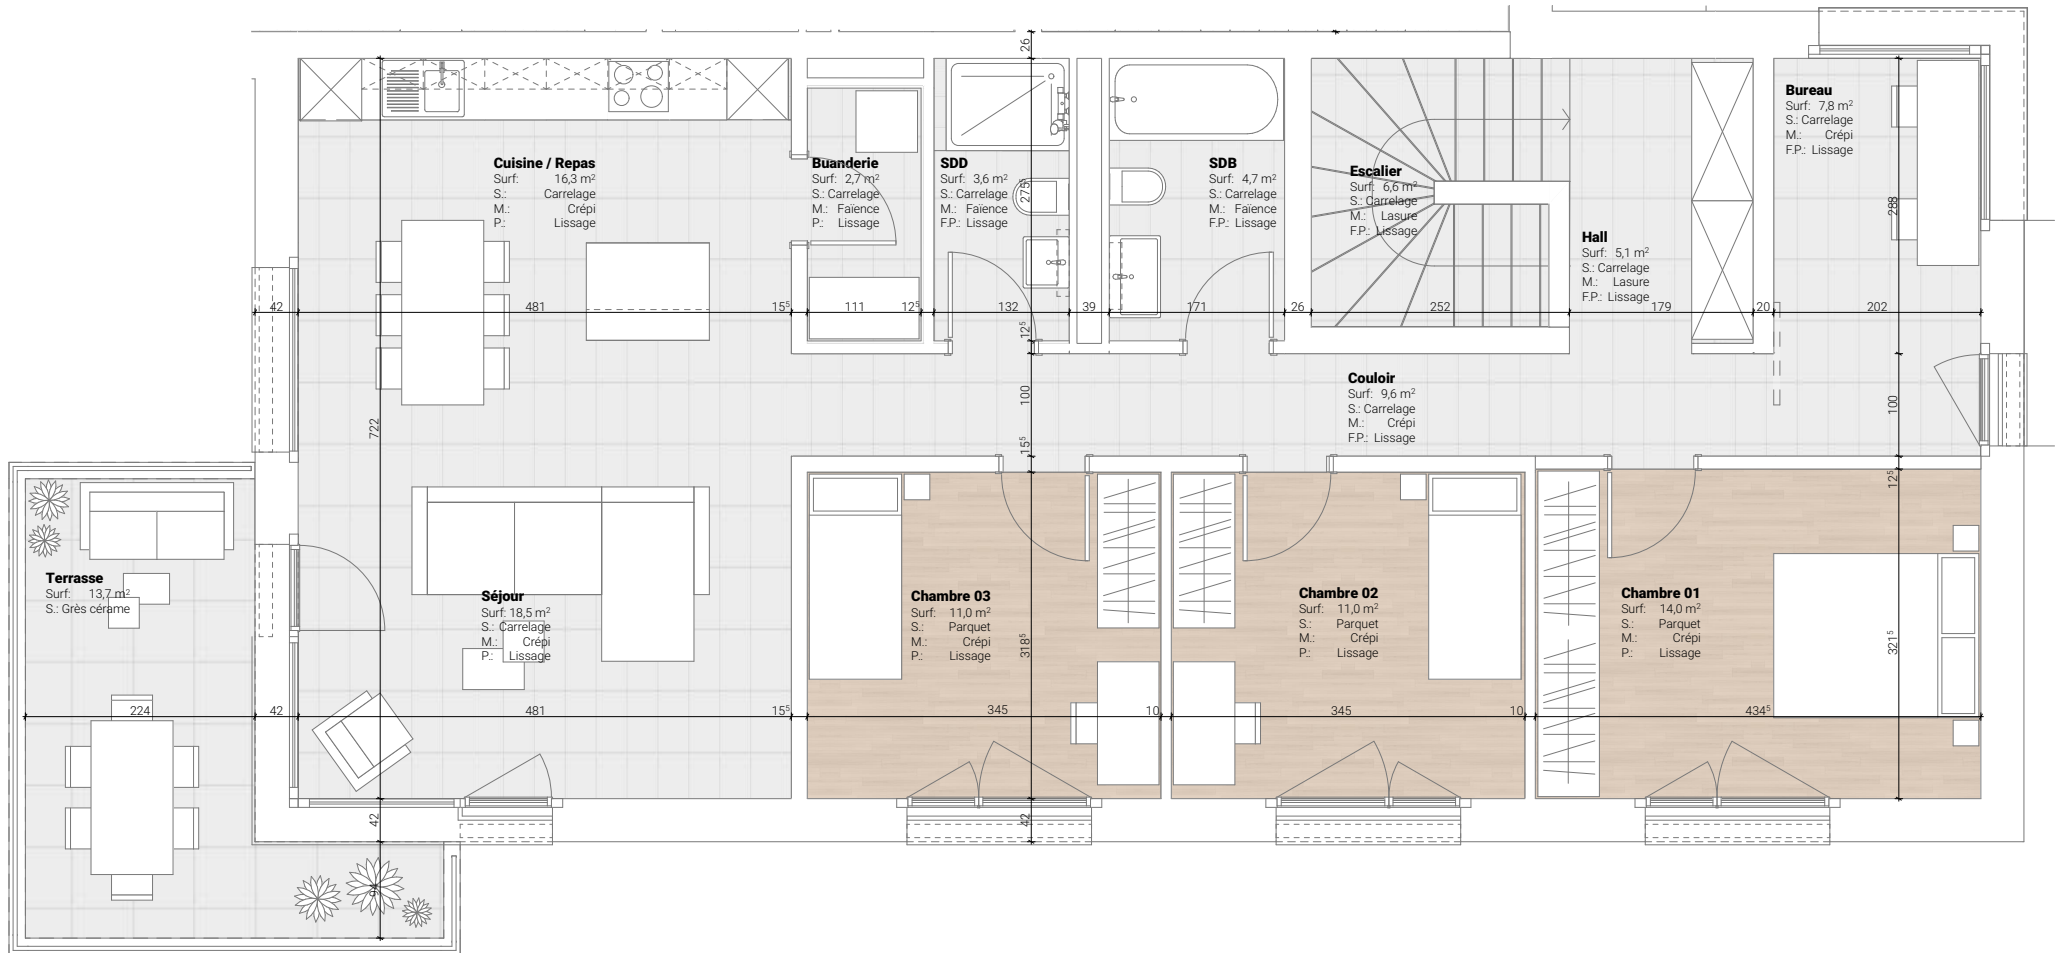 Cuisine / Repas
Surf: 16,3 m²
S.: Carrelage
M.: Crépi
P.: Lissage
Buanderie
Surf: 2,7 m²
S.: Carrelage
M.: Faïence
P.: Lissage
SDD
Surf: 3,6 m²
S.: Carrelage
M.: Faïence
F.P.: Lissage
SDB
Surf: 4,7 m²
S.: Carrelage
M.: Faïence
F.P.: Lissage
Escalier
Surf: 6,6 m²
S.: Carrelage
M.: Lasure
F.P.: Lissage
Hall
Surf: 5,1 m²
S.: Carrelage
M.: Lasure
F.P.: Lissage
Bureau
Surf: 7,8 m²
S.: Carrelage
M.: Crépi
F.P.: Lissage
26
275⁵
12⁵
100
15⁵
318⁵
42
288
100
12⁵
321⁵
722
42
42 481 15⁵ 111 12⁵ 132 39 171 26 252 179 20 202
Couloir
Surf: 9,6 m²
S.: Carrelage
M.: Crépi
F.P.: Lissage
Terrasse
Surf: 13,7 m²
S.: Grès cérame
Séjour
Surf: 18,5 m²
S.: Carrelage
M.: Crépi
P.: Lissage
Chambre 03
Surf: 11,0 m²
S.: Parquet
M.: Crépi
P.: Lissage
Chambre 02
Surf: 11,0 m²
S.: Parquet
M.: Crépi
P.: Lissage
Chambre 01
Surf: 14,0 m²
S.: Parquet
M.: Crépi
P.: Lissage
224 42 481 15⁵ 345 10 345 10 434⁵